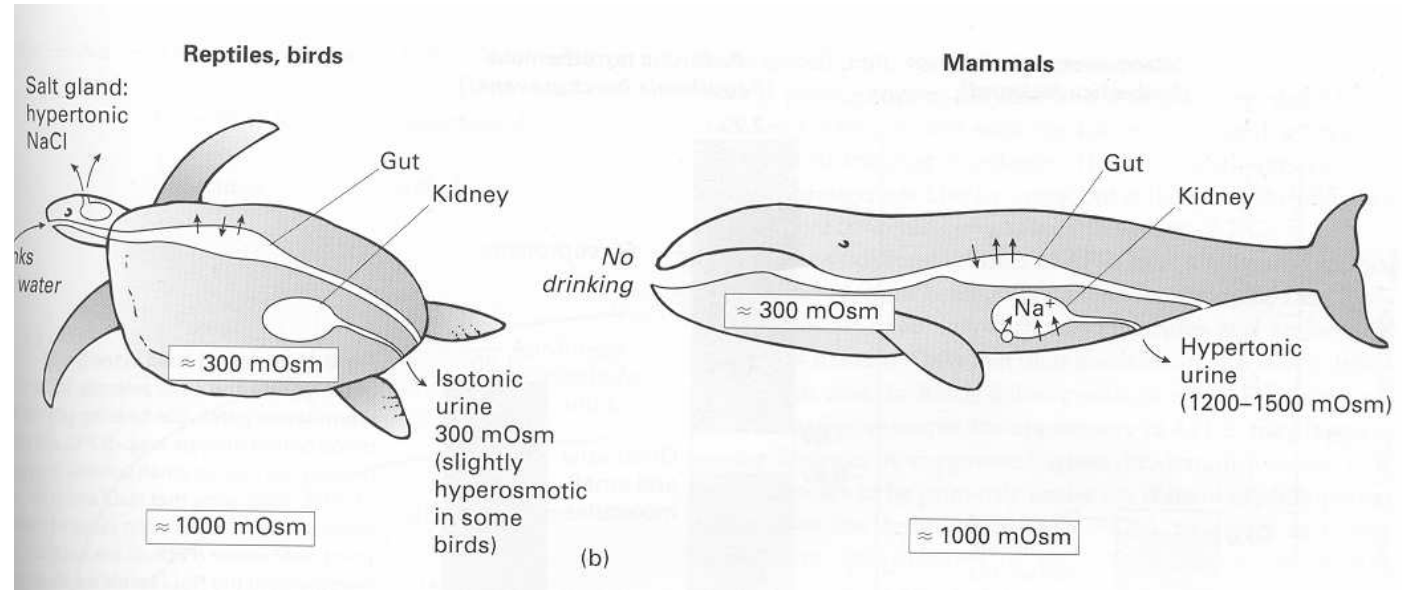 Reptiles, birds
Salt gland:
hypertonic
NaCl
Gut
Kidney
water
≈ 300 mOsm
Isotonic
urine
300 mOsm
(slightly
hyperosmotic
in some
birds)
≈ 1000 mOsm
(b)
Mammals
Gut
Kidney
No
drinking
≈ 300 mOsm
Na⁺
Hypertonic
urine
(1200–1500 mOsm)
≈ 1000 mOsm